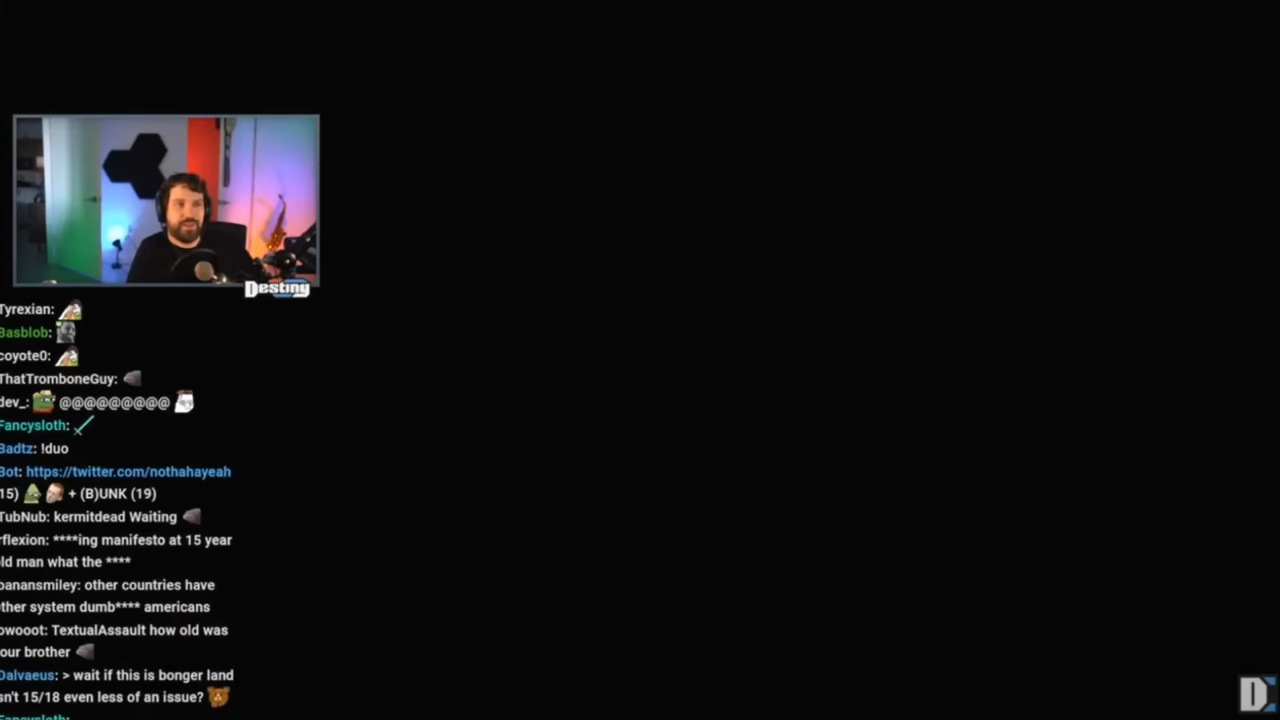 Destiny
Tyrexian:
Basblob:
coyote0:
ThatTromboneGuy:
dev_: @@@@@@@@@
Fancysloth:
Badtz: !duo
Bot: https://twitter.com/nothahayeah
15) + (B)UNK (19)
TubNub: kermitdead Waiting
rflexion: ****ing manifesto at 15 year
ld man what the ****
banansmiley: other countries have
ther system dumb**** americans
owooot: TextualAssault how old was
our brother
Dalvaeus: > wait if this is bonger land
sn't 15/18 even less of an issue?
Fancysloth:
D